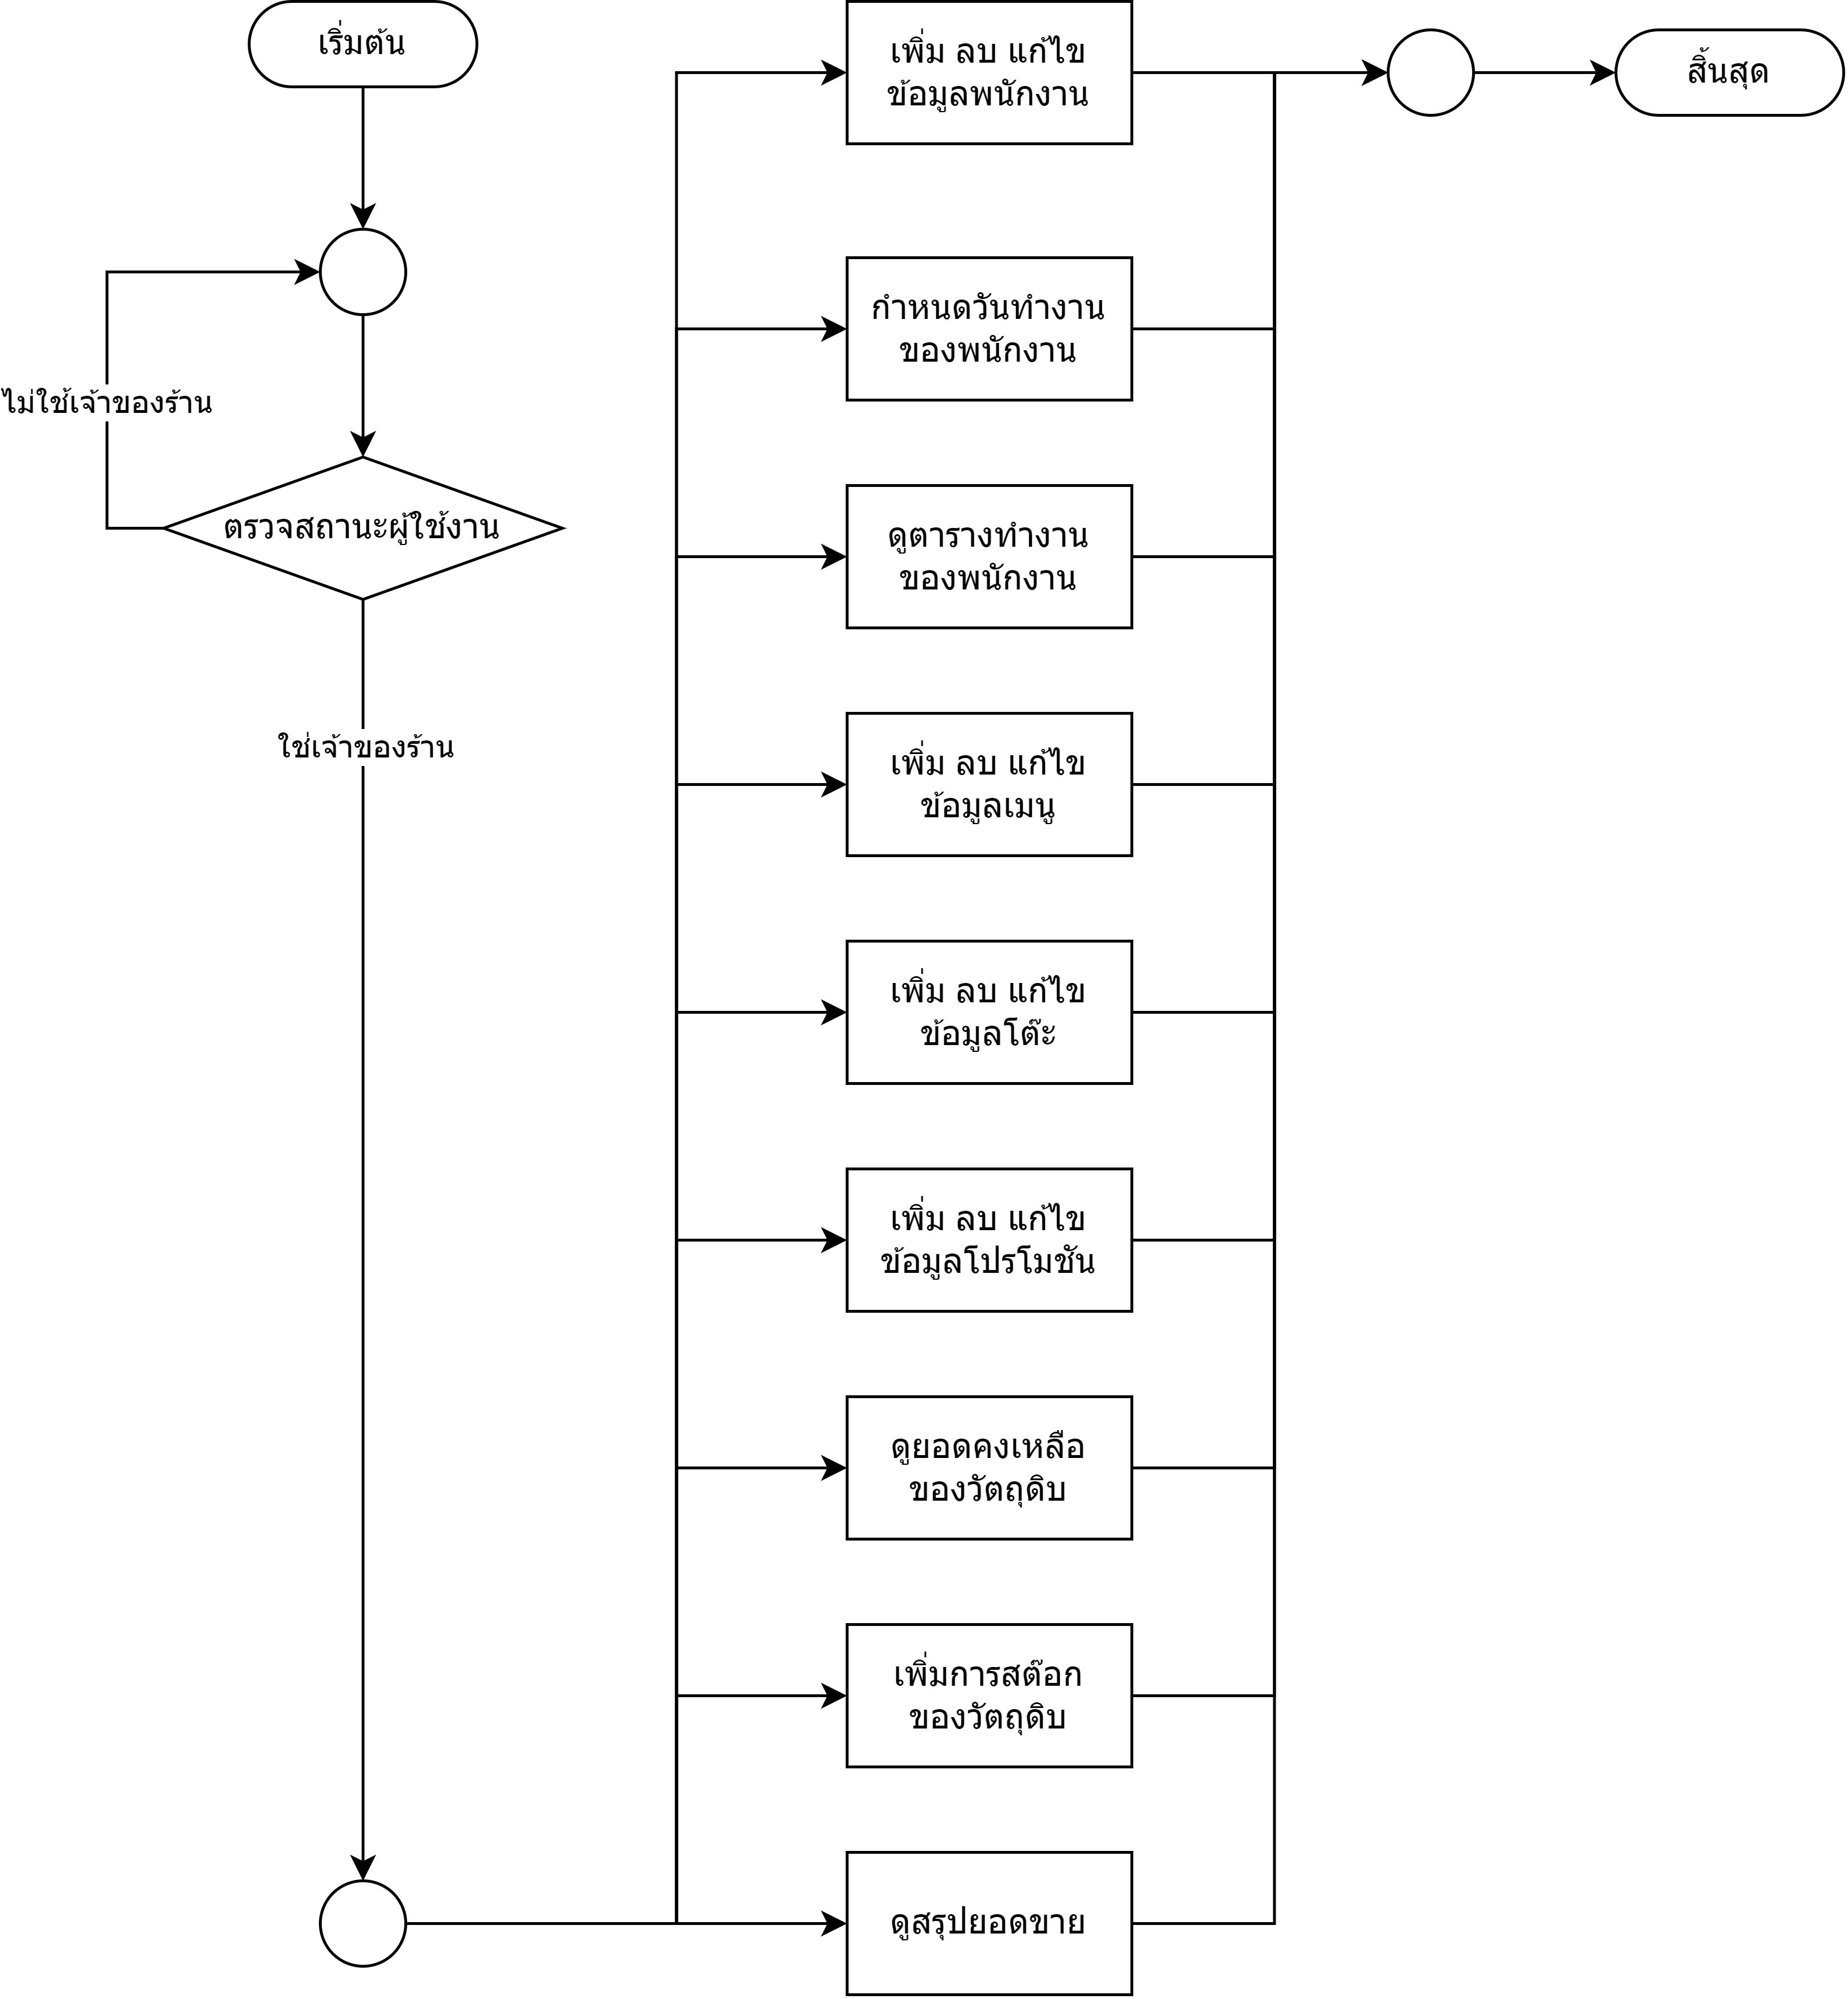 เริ่มต้น
ไม่ใช้เจ้าของร้าน
ตรวจสถานะผู้ใช้งาน
ใช่เจ้าของร้าน
เพิ่ม ลบ แก้ไข
ข้อมูลพนักงาน
กำหนดวันทำงาน
ของพนักงาน
ดูตารางทำงาน
ของพนักงาน
เพิ่ม ลบ แก้ไข
ข้อมูลเมนู
เพิ่ม ลบ แก้ไข
ข้อมูลโต๊ะ
เพิ่ม ลบ แก้ไข
ข้อมูลโปรโมชัน
ดูยอดคงเหลือ
ของวัตถุดิบ
เพิ่มการสต๊อก
ของวัตถุดิบ
ดูสรุปยอดขาย
สิ้นสุด